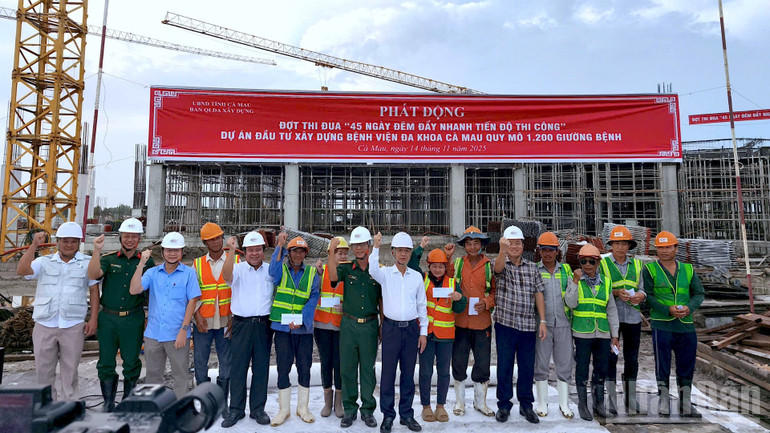 UBND TỈNH CÀ MAU
BAN QLDA XÂY DỰNG
PHÁT ĐỘNG
ĐỢT THI ĐUA "45 NGÀY ĐÊM ĐẨY NHANH TIẾN ĐỘ THI CÔNG"
DỰ ÁN ĐẦU TƯ XÂY DỰNG BỆNH VIỆN ĐA KHOA CÀ MAU QUY MÔ 1.200 GIƯỜNG BỆNH
Cà Mau, ngày 14 tháng 11 năm 2025
ĐỢT THI ĐUA "45 NGÀY ĐÊM ĐẨY NHANH
NhanDan